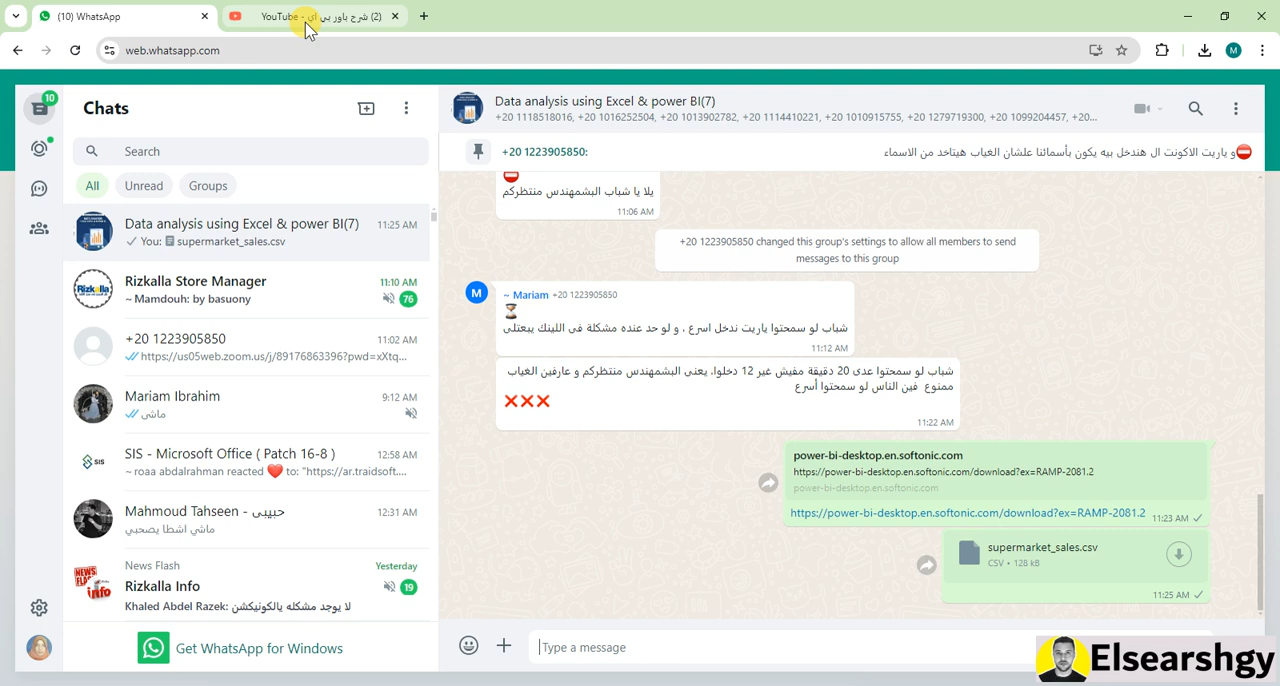 (10) WhatsApp
(2) شرح باور بي اي - YouTube
web.whatsapp.com
M
10
Chats
Search
All
Unread
Groups
Data analysis using Excel & power BI(7)
11:25 AM
You: supermarket_sales.csv
Rizkalla Store Manager
11:10 AM
~ Mamdouh: by basuony
76
+20 1223905850
11:02 AM
https://us05web.zoom.us/j/89176863396?pwd=xXtq...
Mariam Ibrahim
9:12 AM
ماشى
SIS - Microsoft Office ( Patch 16-8 )
12:58 AM
~ roaa abdalrahman reacted ❤️ to: "https://ar.traidsoft....
Mahmoud Tahseen - حبيبى
12:31 AM
ماشي اشطا يصحبي
News Flash
Yesterday
Rizkalla Info
19
Khaled Abdel Razek: لا يوجد مشكله يالكونيكشن
Get WhatsApp for Windows
Data analysis using Excel & power BI(7)
+20 1118518016, +20 1016252504, +20 1013902782, +20 1114410221, +20 1010915755, +20 1279719300, +20 1099204457, +20...
+20 1223905850:
⛔و ياريت الاكونت ال هندخل بيه يكون بأسمائنا علشان الغياب هيتاخد من الاسماء
⛔
يلا يا شباب البشمهندس منتظركم
11:06 AM
+20 1223905850 changed this group's settings to allow all members to send
messages to this group
M
~ Mariam +20 1223905850
⏳
شباب لو سمحتوا ياريت ندخل اسرع ، و لو حد عنده مشكلة فى اللينك يبعتلى
11:12 AM
شباب لو سمحتوا عدى 20 دقيقة مفيش غير 12 دخلوا، يعنى البشمهندس منتظركم و عارفين الغياب
ممنوع فين الناس لو سمحتوا أسرع
❌❌❌
11:22 AM
power-bi-desktop.en.softonic.com
https://power-bi-desktop.en.softonic.com/download?ex=RAMP-2081.2
power-bi-desktop.en.softonic.com
https://power-bi-desktop.en.softonic.com/download?ex=RAMP-2081.2
11:23 AM
supermarket_sales.csv
CSV • 128 kB
11:25 AM
Type a message
Elsearshgy